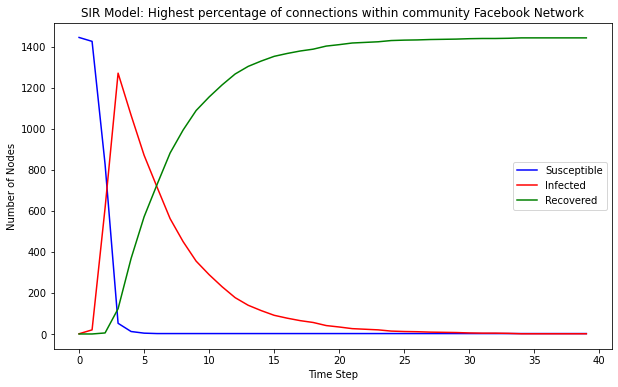 SIR Model: Highest percentage of connections within community Facebook Network
Number of Nodes
1400
1200
1000
800
600
400
200
0
Susceptible
Infected
Recovered
0 5 10 15 20 25 30 35 40
Time Step